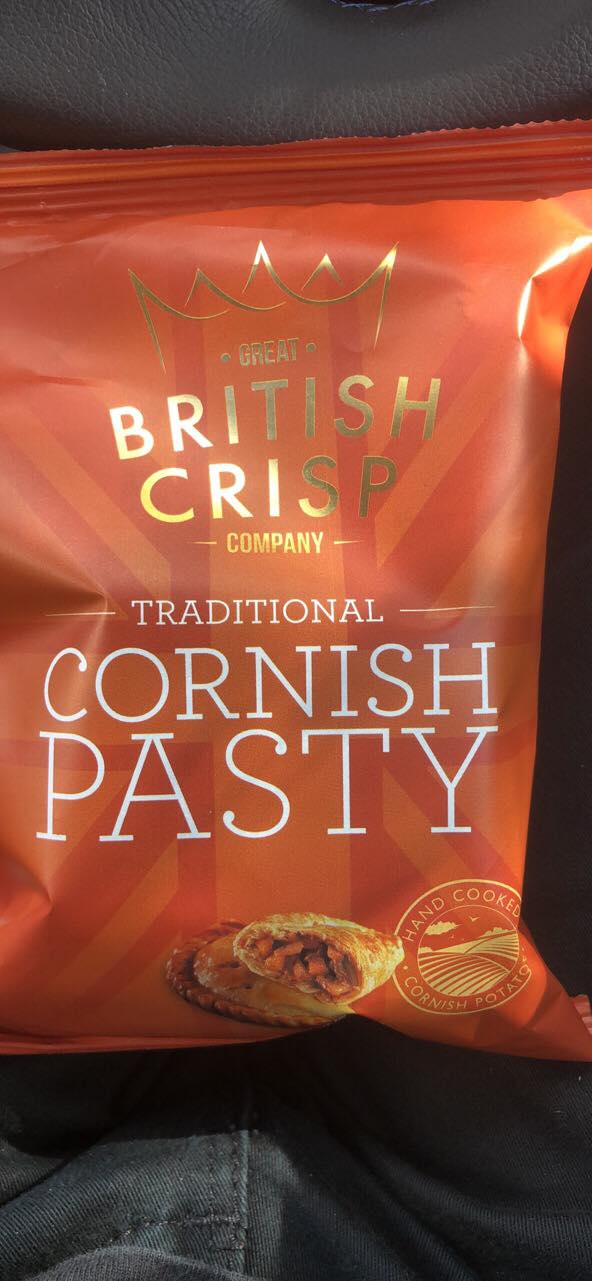 • GREAT •
BRITISH
CRISP
COMPANY
TRADITIONAL
CORNISH
PASTY
HAND COOKED
• CORNISH POTATO